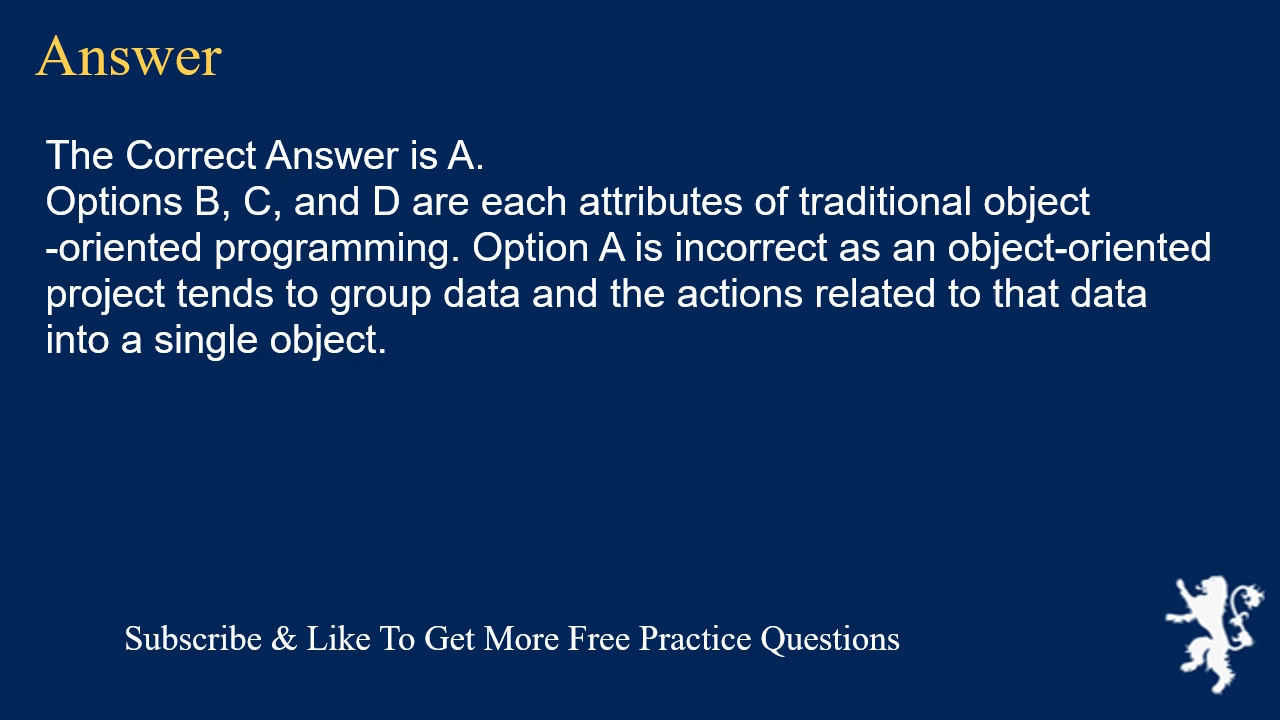 Answer
The Correct Answer is A.
Options B, C, and D are each attributes of traditional object
-oriented programming. Option A is incorrect as an object-oriented
project tends to group data and the actions related to that data
into a single object.
Subscribe & Like To Get More Free Practice Questions